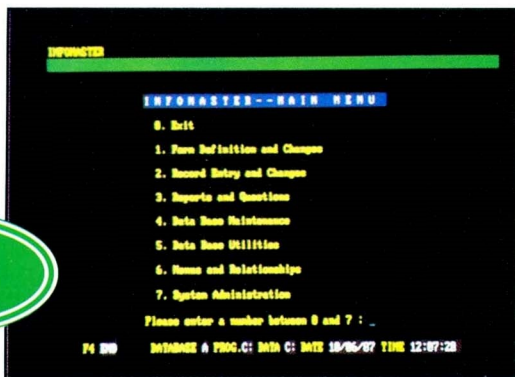 INFOMASTER
INFOMASTER--MAIN MENU
0. Exit
1. Form Definition and Changes
2. Record Entry and Changes
3. Reports and Questions
4. Data Base Maintenance
5. Data Base Utilities
6. Menus and Relationships
7. System Administration
Please enter a number between 0 and 7 : _
F4 END DATABASE A PROG.C: DATA C: DATE 10/06/87 TIME 12:07:28